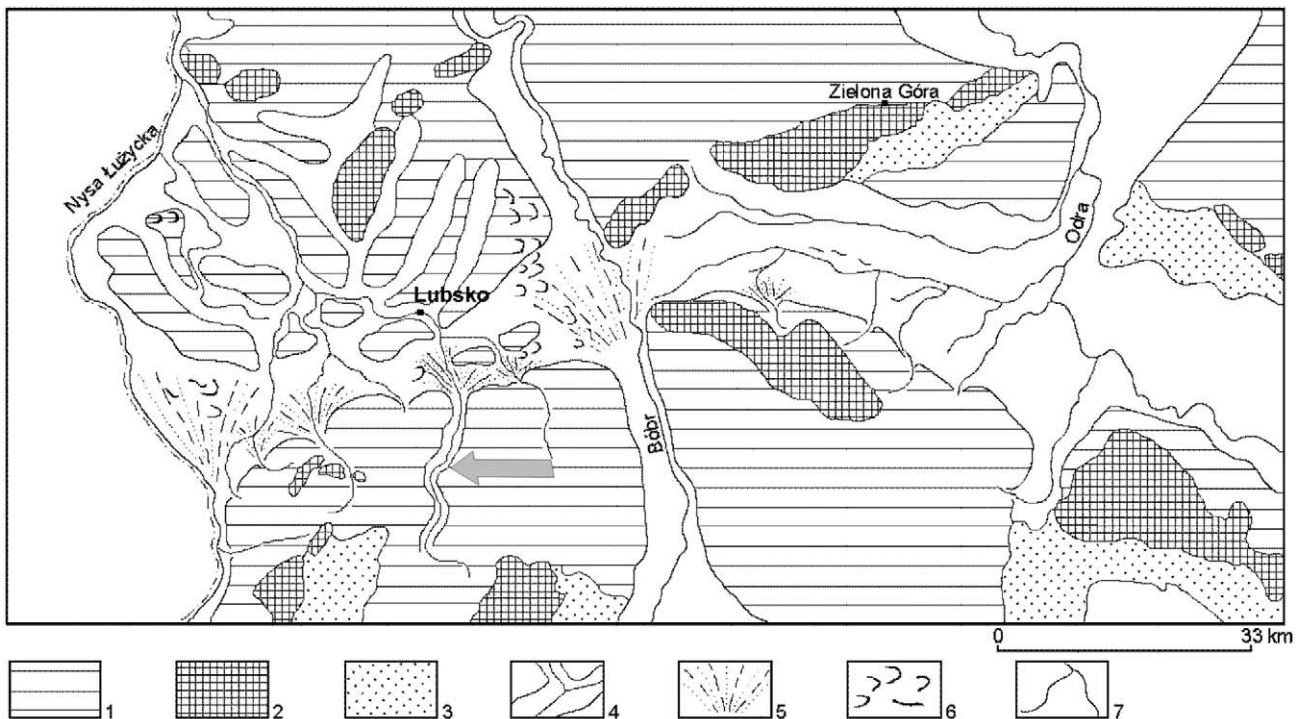 Zielona Góra
Nysa Łużycka
Odra
Lubsko
Bóbr
0 33 km
1 2 3 4 5 6 7